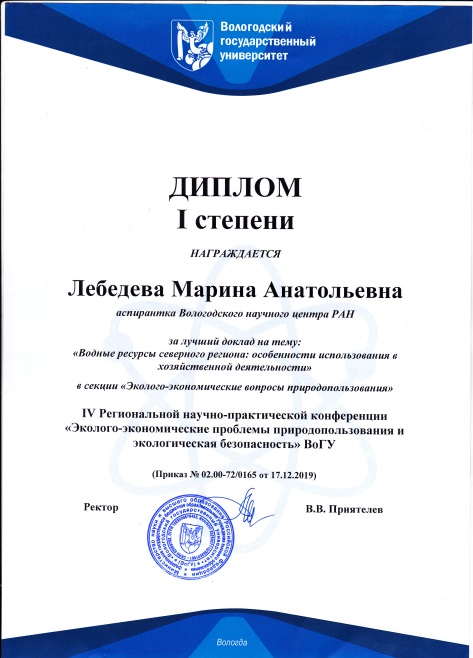 Вологодский
государственный
университет
ДИПЛОМ
I степени
НАГРАЖДАЕТСЯ
Лебедева Марина Анатольевна
аспирантка Вологодского научного центра РАН
за лучший доклад на тему:
«Водные ресурсы северного региона: особенности использования в
хозяйственной деятельности»
в секции «Эколого-экономические вопросы природопользования»
IV Региональной научно-практической конференции
«Эколого-экономические проблемы природопользования и
экологическая безопасность» ВоГУ
(Приказ № 02.00-72/0165 от 17.12.2019)
Ректор
В.В. Приятелев
Вологда